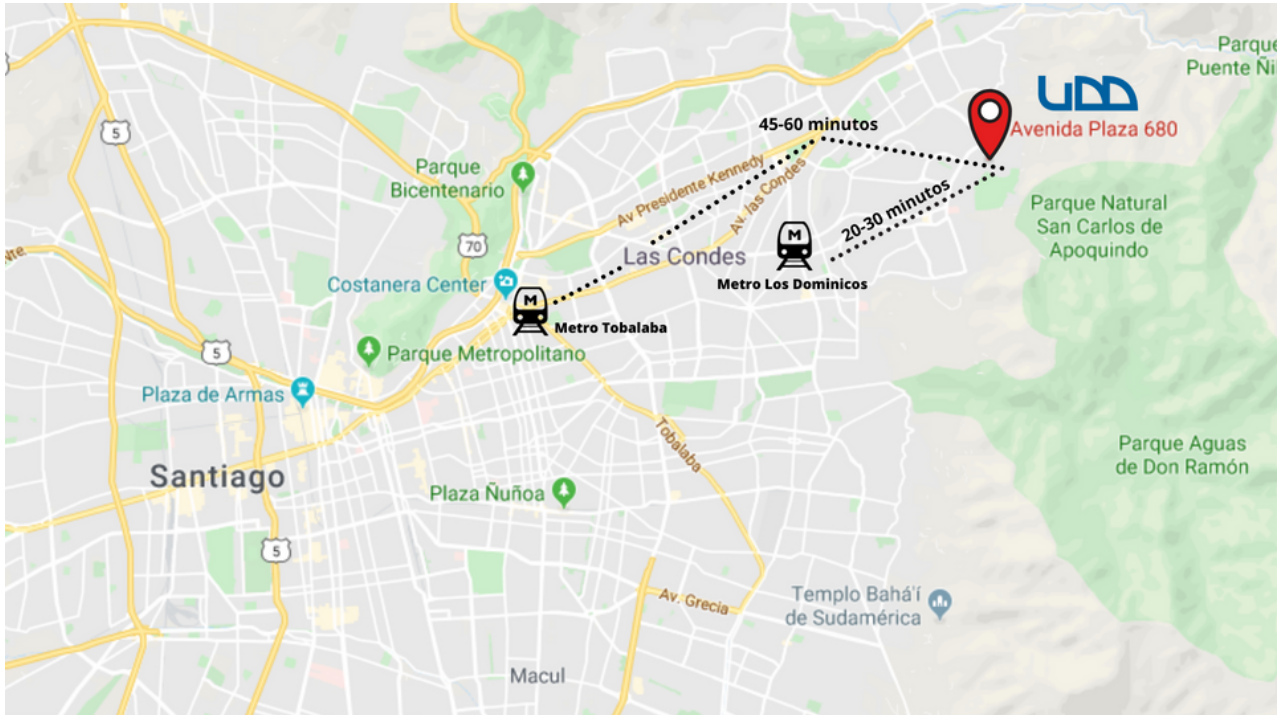 Parque
Puente Ñi
UDD
Avenida Plaza 680
5
45-60 minutos
Parque
Bicentenario
Av Presidente Kennedy
Av. las Condes
20-30 minutos
Parque Natural
San Carlos de
Apoquindo
70
M
Las Condes
Costanera Center
Metro Los Dominicos
M
Metro Tobalaba
5
Parque Metropolitano
Plaza de Armas
Tobalaba
Parque Aguas
de Don Ramón
Santiago
Plaza Ñuñoa
5
Av. Grecia
Templo Bahá'í
de Sudamérica
Macul